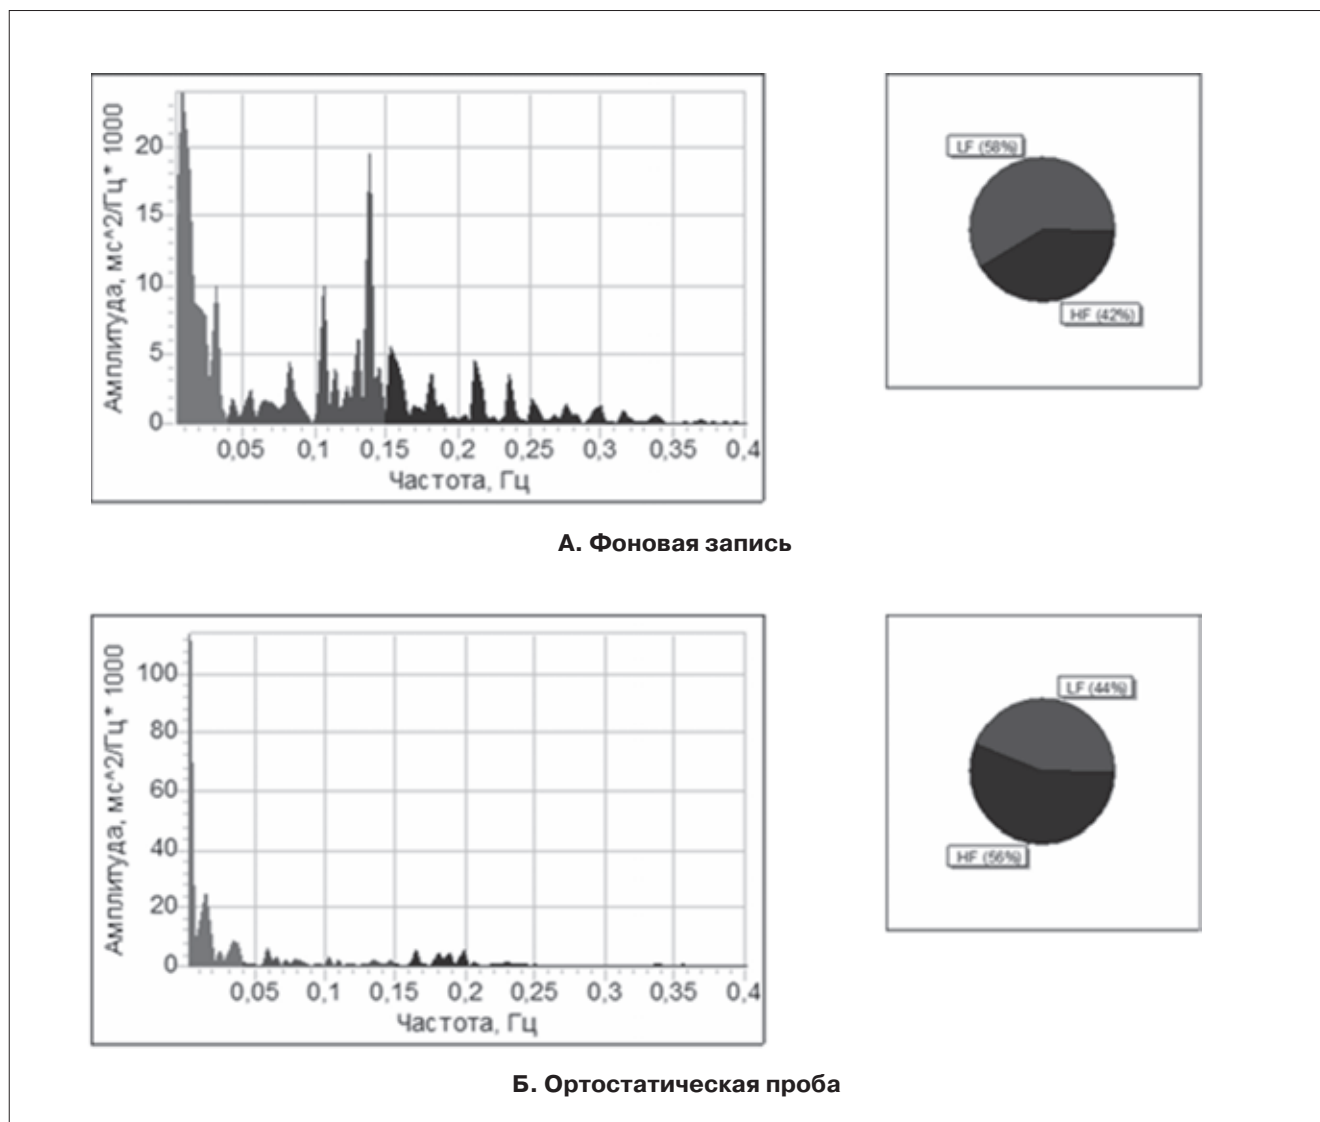 Амплитуда, мс^2/Гц * 1000
20
15
10
5
0
0,05 0,1 0,15 0,2 0,25 0,3 0,35 0,4
Частота, Гц
LF (58%)
HF (42%)
А. Фоновая запись
Амплитуда, мс^2/Гц * 1000
100
80
60
40
20
0
0,05 0,1 0,15 0,2 0,25 0,3 0,35 0,4
Частота, Гц
LF (44%)
HF (56%)
Б. Ортостатическая проба